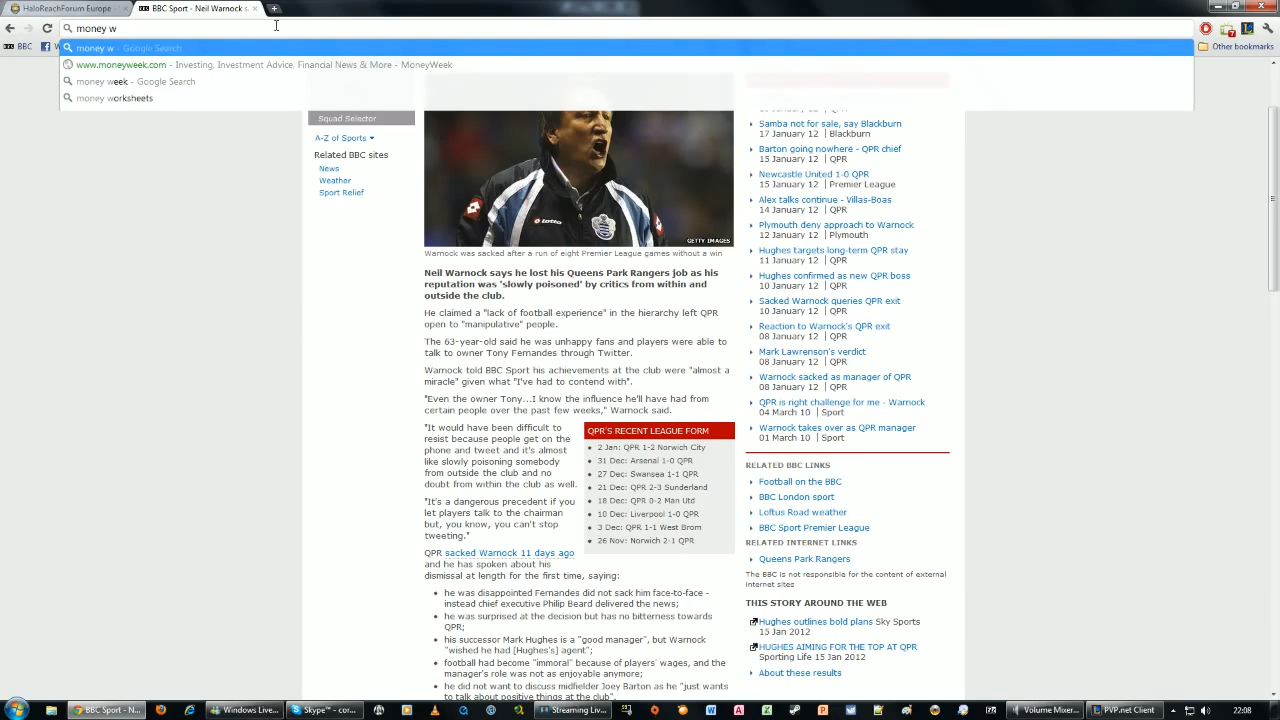 HaloReachForum Europe
BBC Sport - Neil Warnock s
money w
BBC
Other bookmarks
money w - Google Search
www.moneyweek.com - Investing, Investment Advice, Financial News & More - MoneyWeek
money week - Google Search
money worksheets
Squad Selector
A-Z of Sports
Related BBC sites
News
Weather
Sport Relief
GETTY IMAGES
Warnock was sacked after a run of eight Premier League games without a win
Neil Warnock says he lost his Queens Park Rangers job as his
reputation was 'slowly poisoned' by critics from within and
outside the club.
He claimed a "lack of football experience" in the hierarchy left QPR
open to "manipulative" people.
The 63-year-old said he was unhappy fans and players were able to
talk to owner Tony Fernandes through Twitter.
Warnock told BBC Sport his achievements at the club were "almost a
miracle" given what "I've had to contend with".
"Even the owner Tony...I know the influence he'll have had from
certain people over the past few weeks," Warnock said.
"It would have been difficult to
resist because people get on the
phone and tweet and it's almost
like slowly poisoning somebody
from outside the club and no
doubt from within the club as well.
"It's a dangerous precedent if you
let players talk to the chairman
but, you know, you can't stop
tweeting."
QPR'S RECENT LEAGUE FORM
2 Jan: QPR 1-2 Norwich City
31 Dec: Arsenal 1-0 QPR
27 Dec: Swansea 1-1 QPR
21 Dec: QPR 2-3 Sunderland
18 Dec: QPR 0-2 Man Utd
10 Dec: Liverpool 1-0 QPR
3 Dec: QPR 1-1 West Brom
26 Nov: Norwich 2-1 QPR
QPR sacked Warnock 11 days ago
and he has spoken about his
dismissal at length for the first time, saying:
he was disappointed Fernandes did not sack him face-to-face -
instead chief executive Philip Beard delivered the news;
he was surprised at the decision but has no bitterness towards
QPR;
his successor Mark Hughes is a "good manager", but Warnock
"wished he had [Hughes's] agent";
football had become "immoral" because of players' wages, and the
manager's role was not as enjoyable anymore;
he did not want to discuss midfielder Joey Barton as he "just wants
to talk about positive things at the club".
Samba not for sale, say Blackburn
17 January 12 | Blackburn
Barton going nowhere - QPR chief
15 January 12 | QPR
Newcastle United 1-0 QPR
15 January 12 | Premier League
Alex talks continue - Villas-Boas
14 January 12 | QPR
Plymouth deny approach to Warnock
12 January 12 | Plymouth
Hughes targets long-term QPR stay
11 January 12 | QPR
Hughes confirmed as new QPR boss
10 January 12 | QPR
Sacked Warnock queries QPR exit
10 January 12 | QPR
Reaction to Warnock's QPR exit
08 January 12 | QPR
Mark Lawrenson's verdict
08 January 12 | QPR
Warnock sacked as manager of QPR
08 January 12 | QPR
QPR is right challenge for me - Warnock
04 March 10 | Sport
Warnock takes over as QPR manager
01 March 10 | Sport
RELATED BBC LINKS
Football on the BBC
BBC London sport
Loftus Road weather
BBC Sport Premier League
RELATED INTERNET LINKS
Queens Park Rangers
The BBC is not responsible for the content of external
internet sites
THIS STORY AROUND THE WEB
Hughes outlines bold plans Sky Sports
15 Jan 2012
HUGHES AIMING FOR THE TOP AT QPR
Sporting Life 15 Jan 2012
About these results
lotto
BBC Sport - N...
Windows Live...
Skype™ - cor...
Streaming Liv...
Volume Mixer...
PVP.net Client
22:08